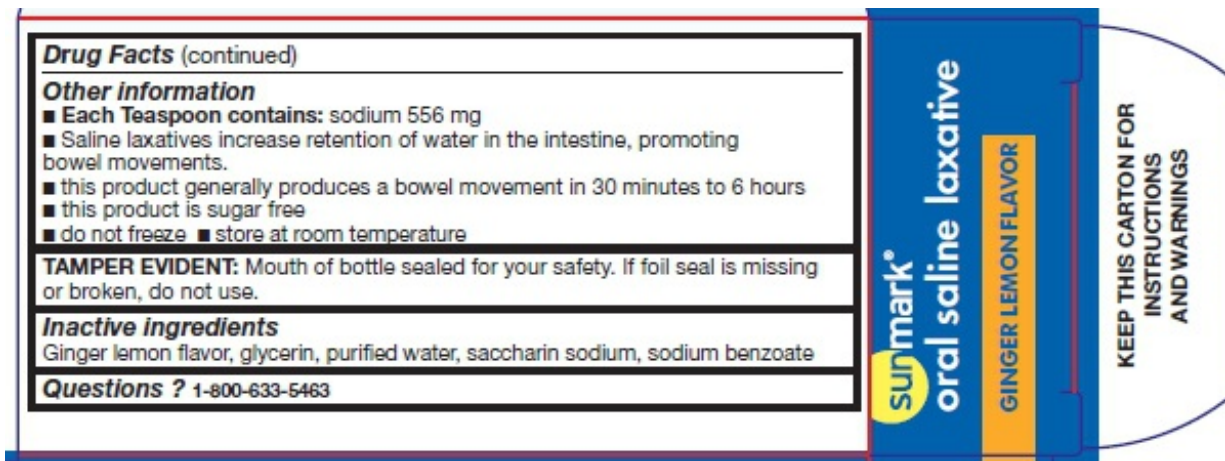 Drug Facts (continued)
Other information
■ Each Teaspoon contains: sodium 556 mg
■ Saline laxatives increase retention of water in the intestine, promoting
bowel movements.
■ this product generally produces a bowel movement in 30 minutes to 6 hours
■ this product is sugar free
■ do not freeze ■ store at room temperature
TAMPER EVIDENT: Mouth of bottle sealed for your safety. If foil seal is missing
or broken, do not use.
Inactive ingredients
Ginger lemon flavor, glycerin, purified water, saccharin sodium, sodium benzoate
Questions ? 1-800-633-5463
sunmark®
oral saline laxative
GINGER LEMON FLAVOR
KEEP THIS CARTON FOR
INSTRUCTIONS
AND WARNINGS